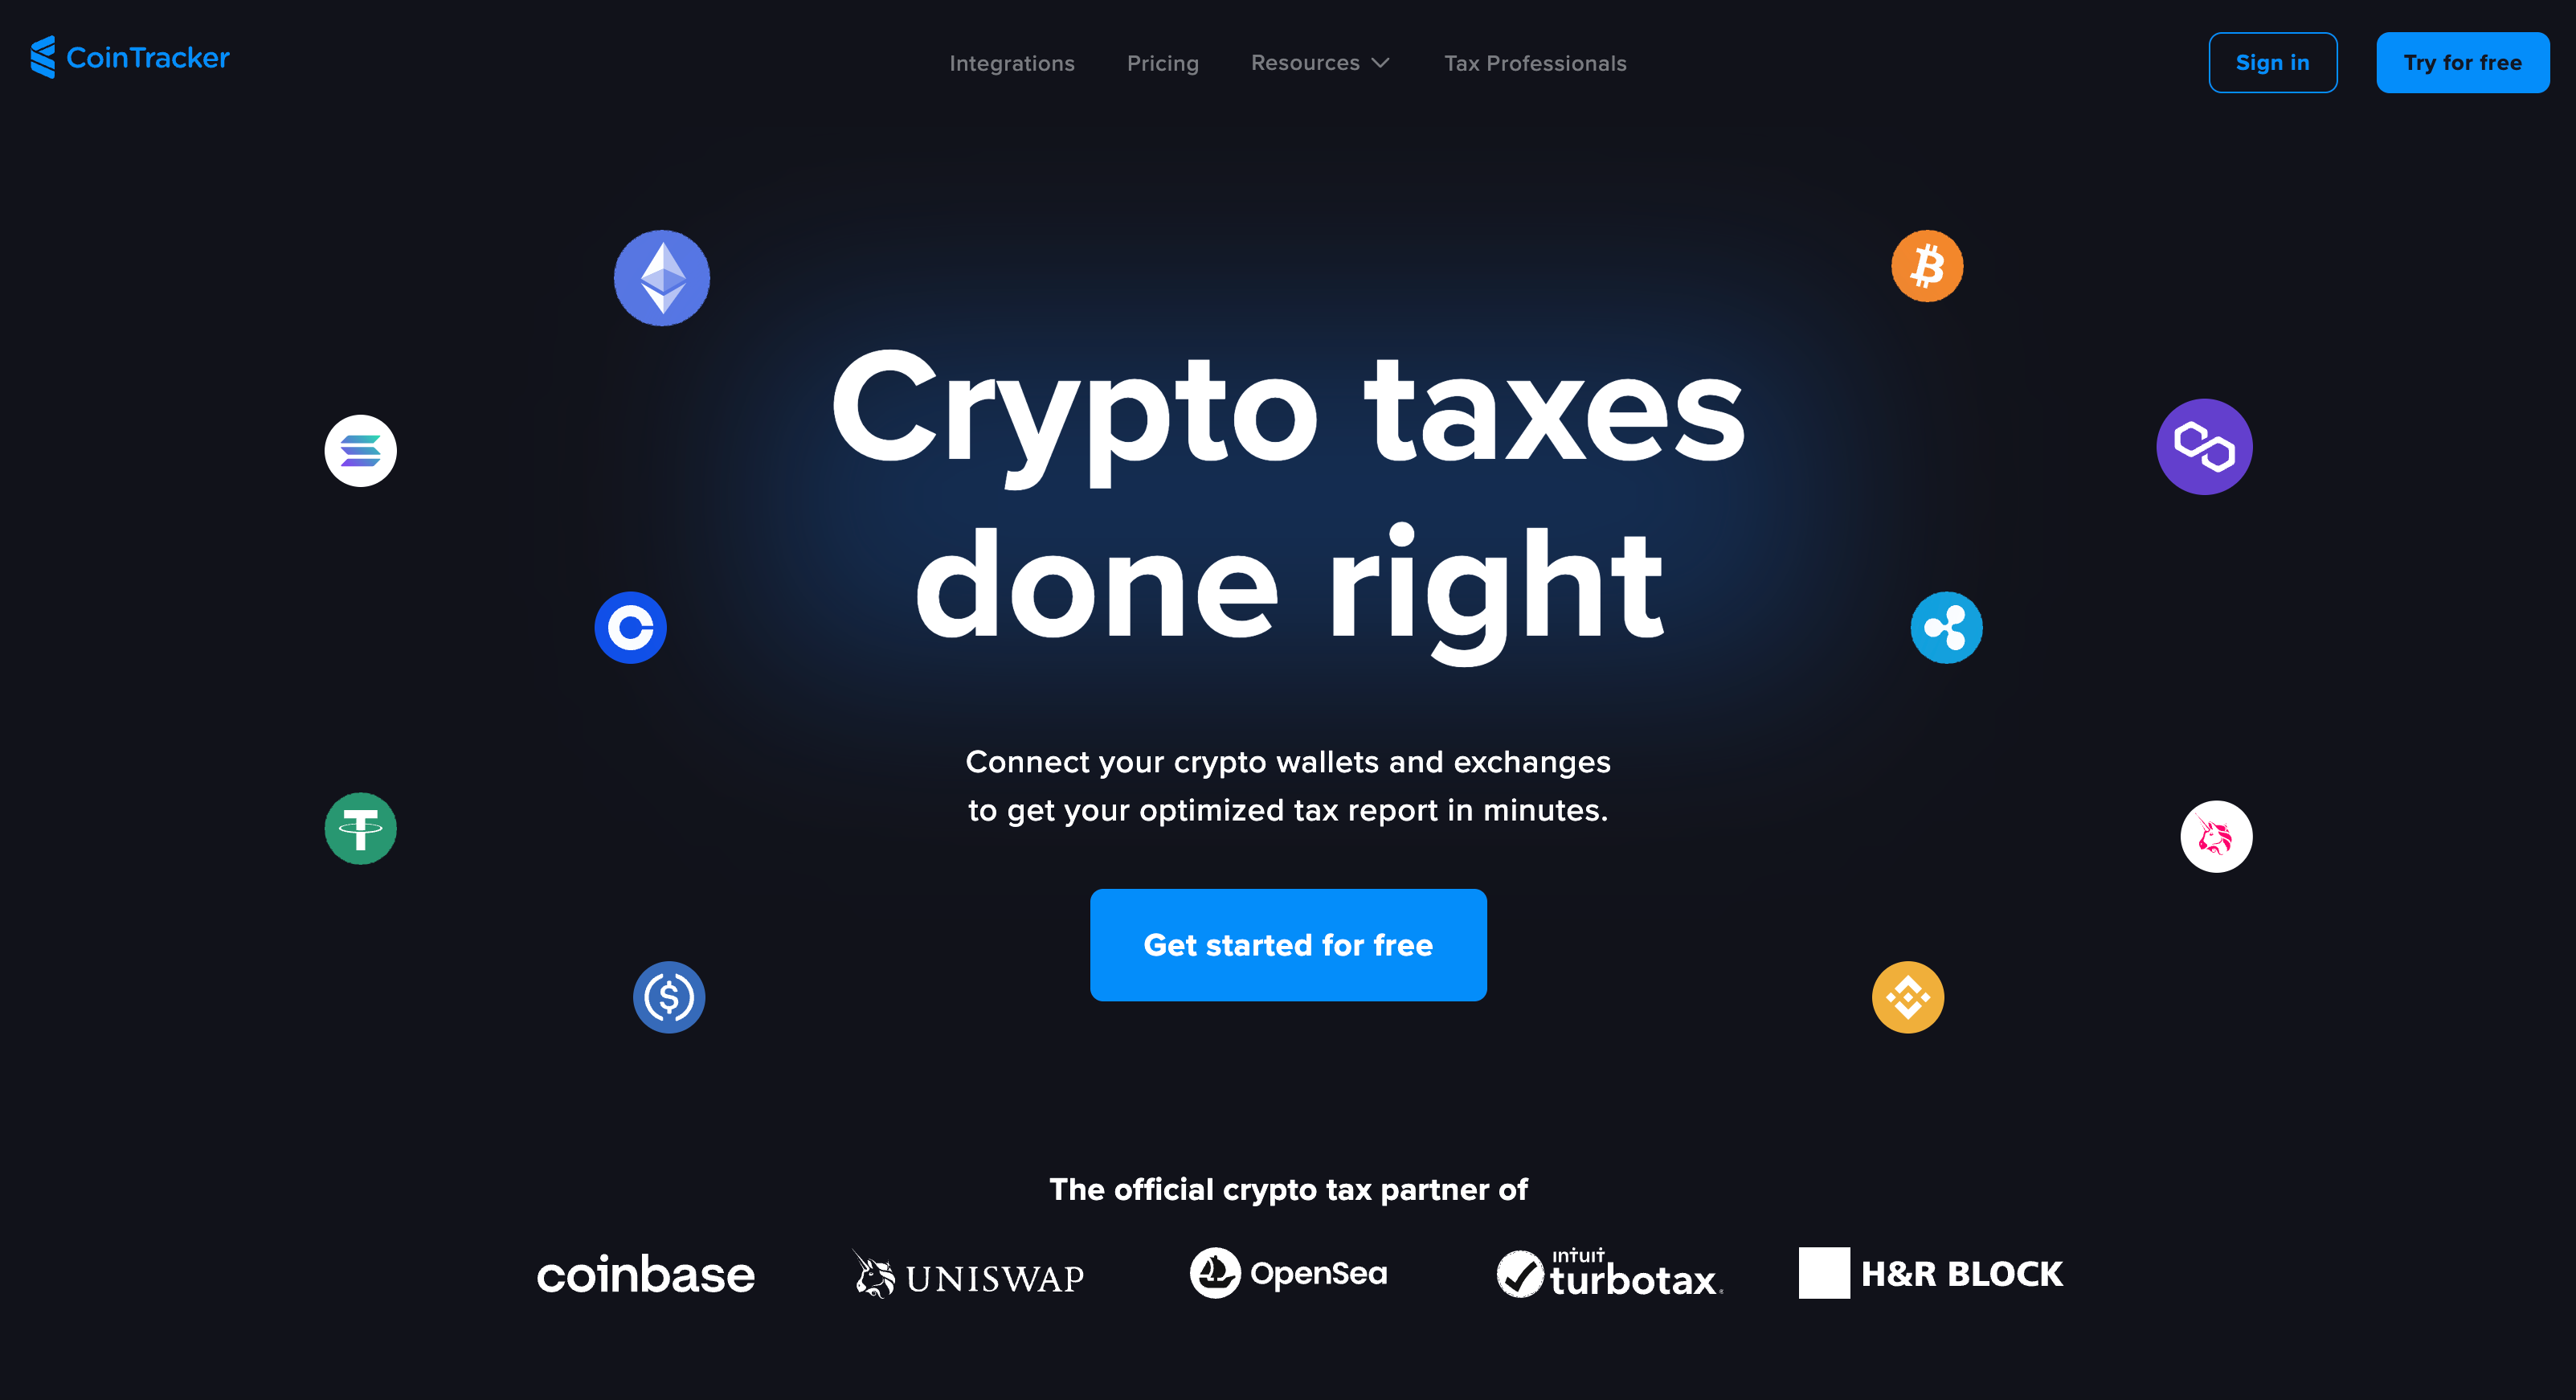 CoinTracker
Integrations
Pricing
Resources
Tax Professionals
Sign in
Try for free
Crypto taxes
done right
Connect your crypto wallets and exchanges
to get your optimized tax report in minutes.
Get started for free
The official crypto tax partner of
coinbase
UNISWAP
OpenSea
intuit
turbotax
H&R BLOCK